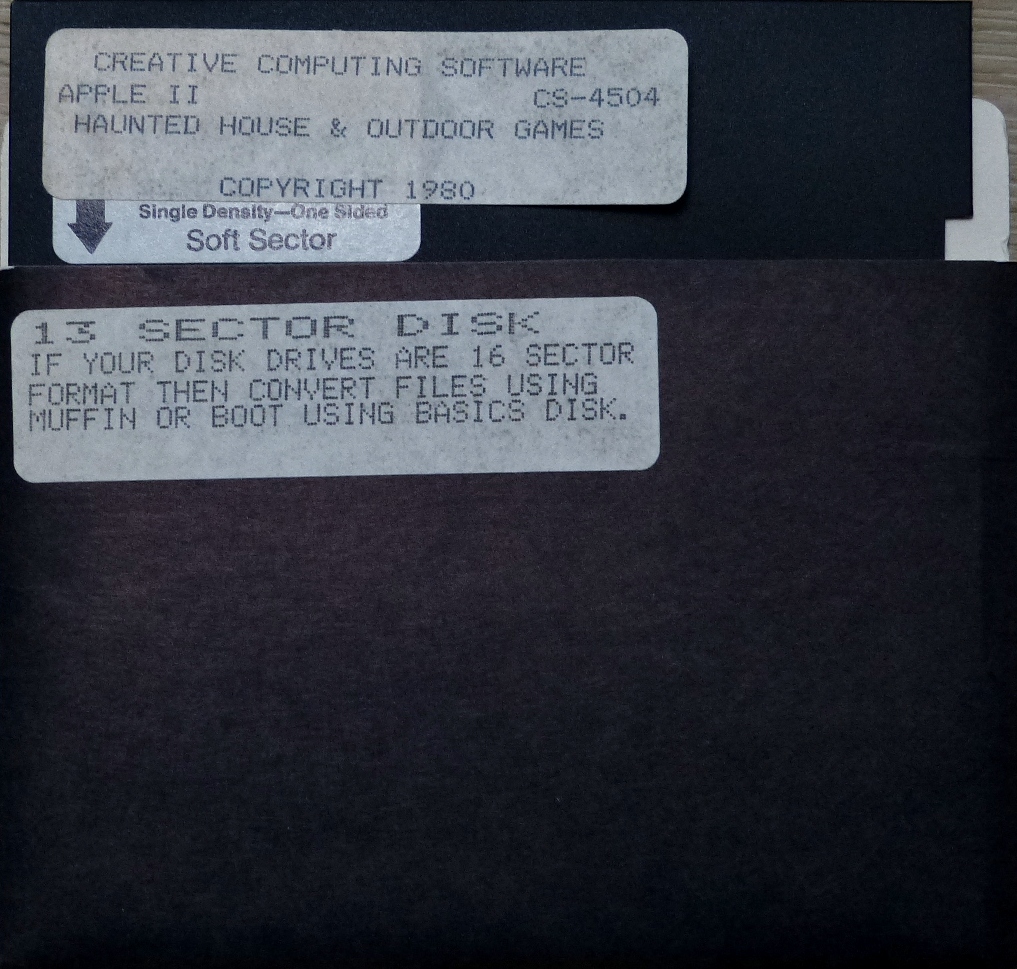 CREATIVE COMPUTING SOFTWARE
APPLE II CS-4504
HAUNTED HOUSE & OUTDOOR GAMES
COPYRIGHT 1980
Single Density—One Sided
Soft Sector
13 SECTOR DISK
IF YOUR DISK DRIVES ARE 16 SECTOR
FORMAT THEN CONVERT FILES USING
MUFFIN OR BOOT USING BASICS DISK.